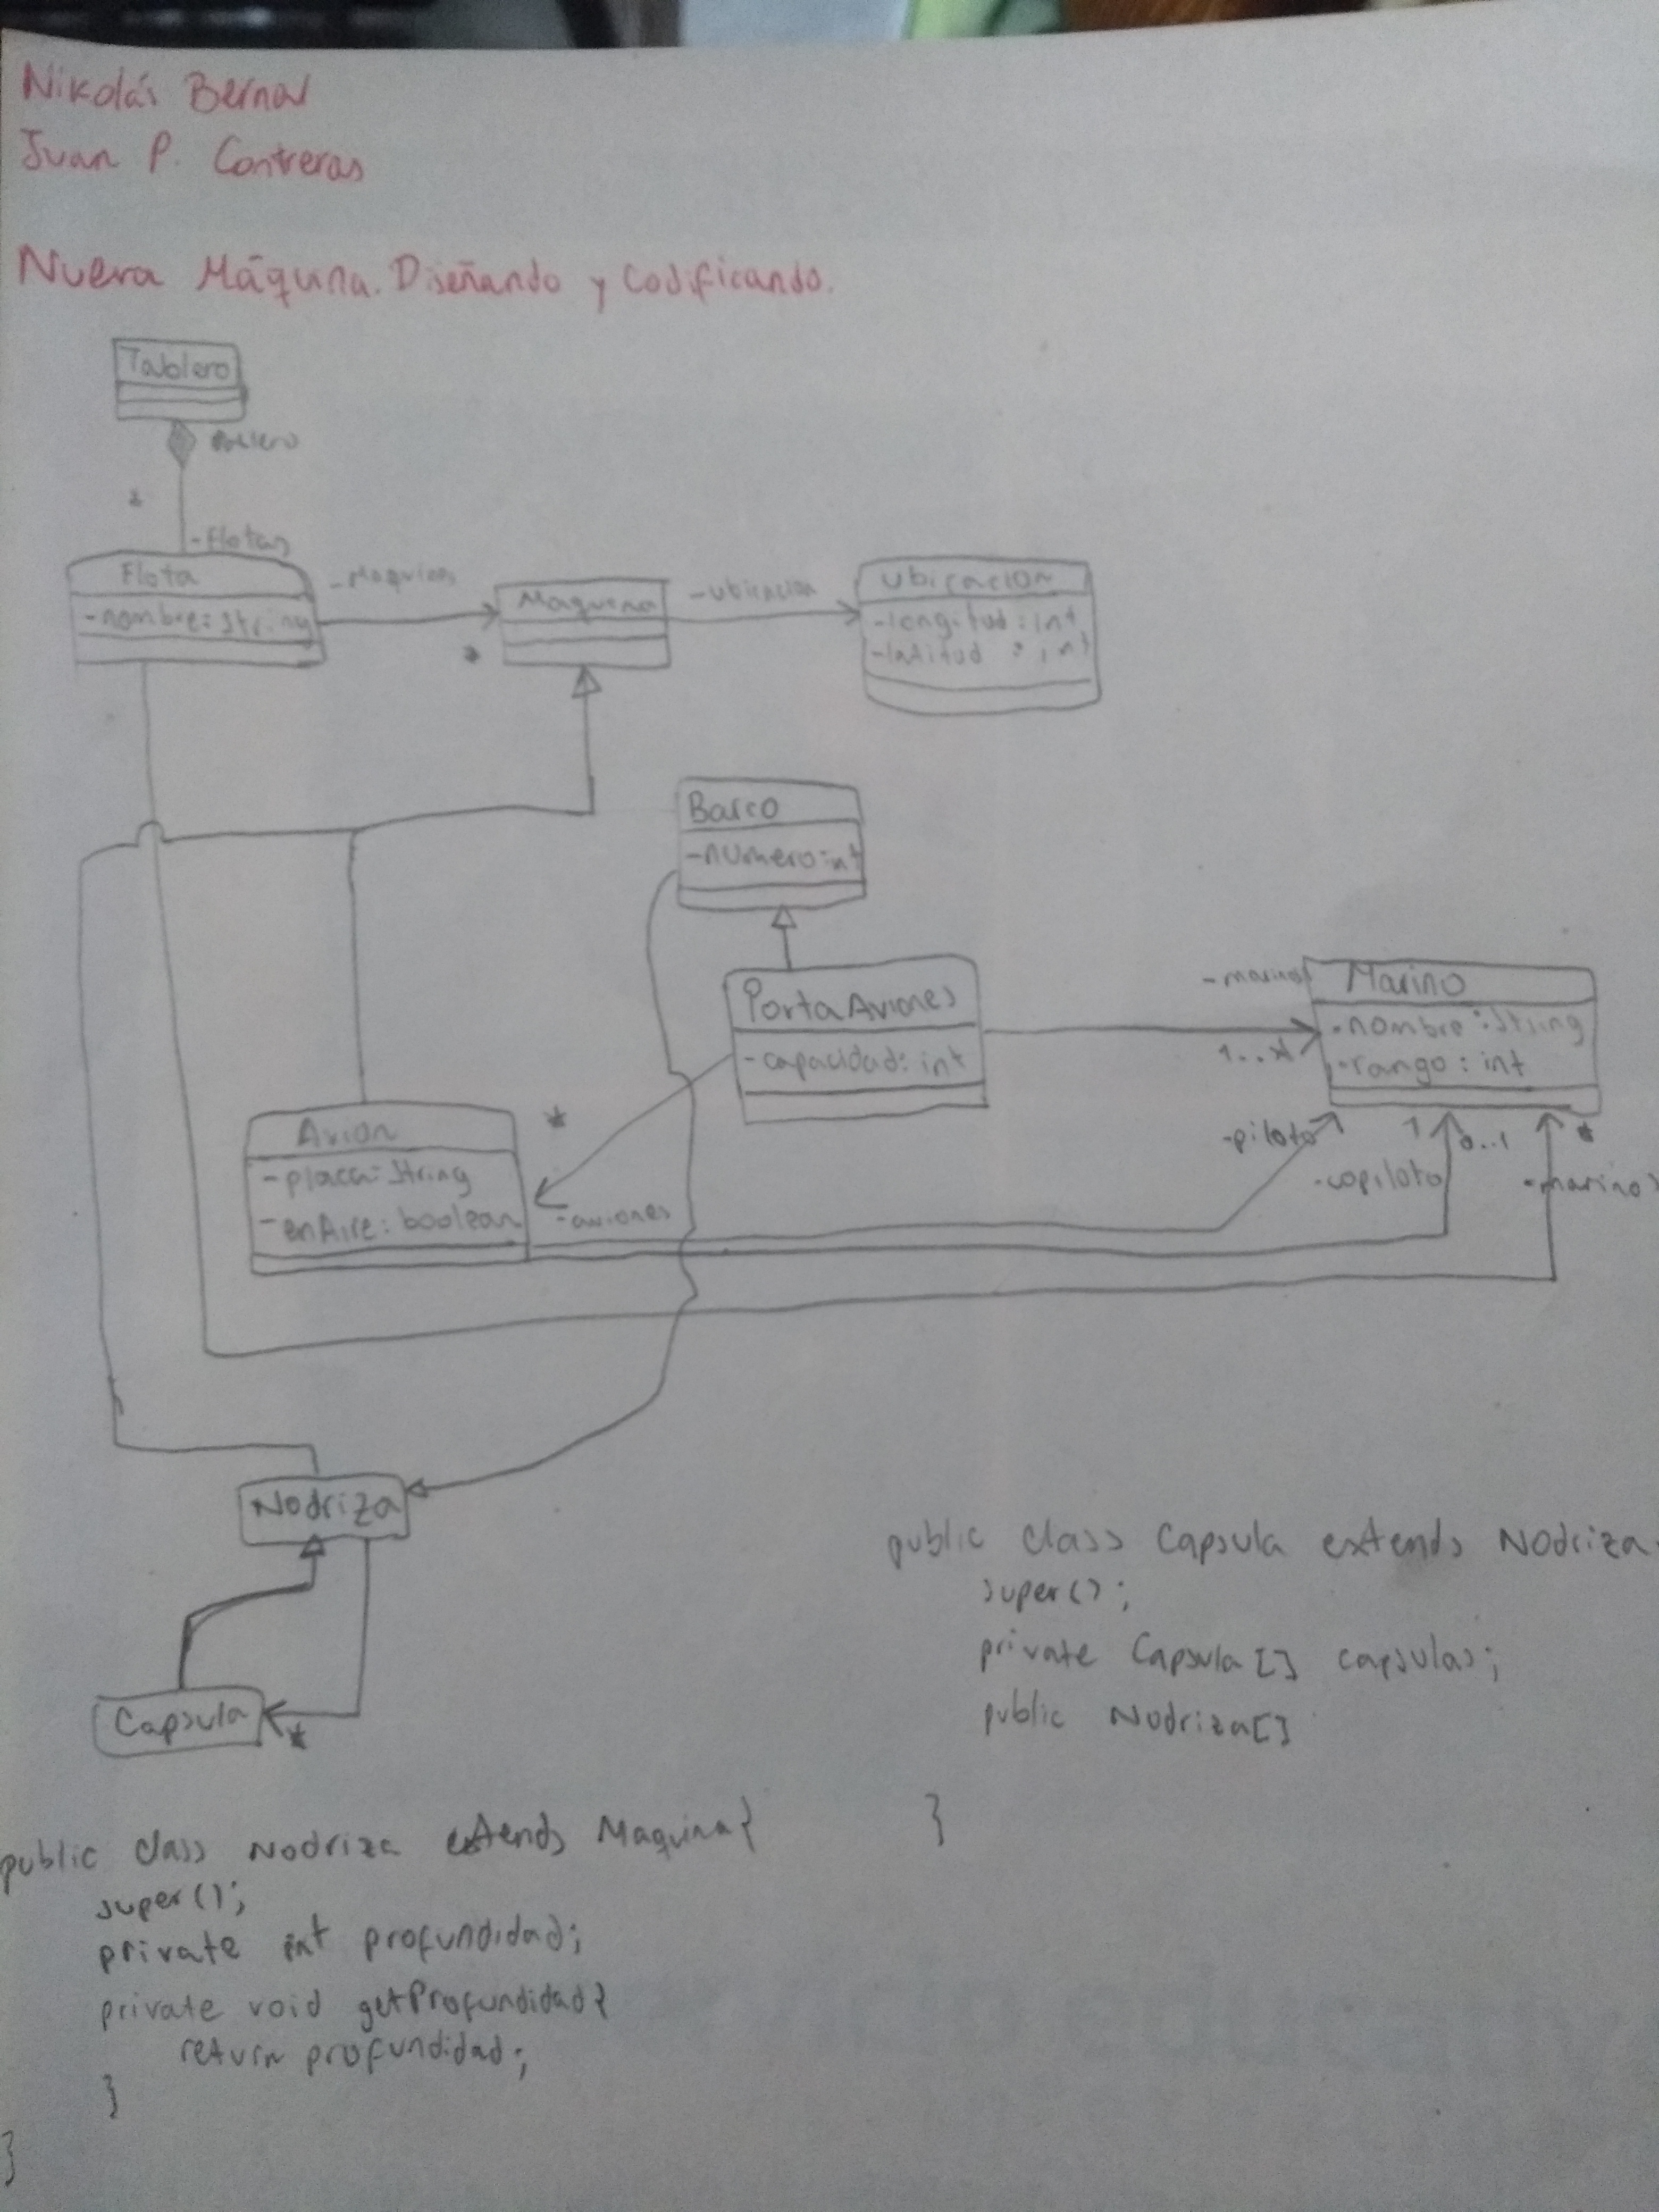 Nikolás Bernal
Juan P. Contreras
Nueva Máquina. Diseñando y Codificando.
Tablero
*
-flotas
Flota
-nombre: String
-Maquinas
*
Maquina
-ubicacion
ubicacion
-longitud: int
-latitud : int
Barco
-numero: int
PortaAviones
-capacidad: int
-marinos
1..*
Marino
-nombre: String
-rango: int
Avion
-placa: String
-enAire: boolean
*
-aviones
-piloto
1
-copiloto
0..1
*
-marinos
Nodriza
Capsula
*
public class Capsula extends Nodriza
super();
private Capsula[] capsulas;
public Nodriza[]
}
public class Nodriza extends Maquina{
super();
private int profundidad;
private void getProfundidad{
return profundidad;
}
}